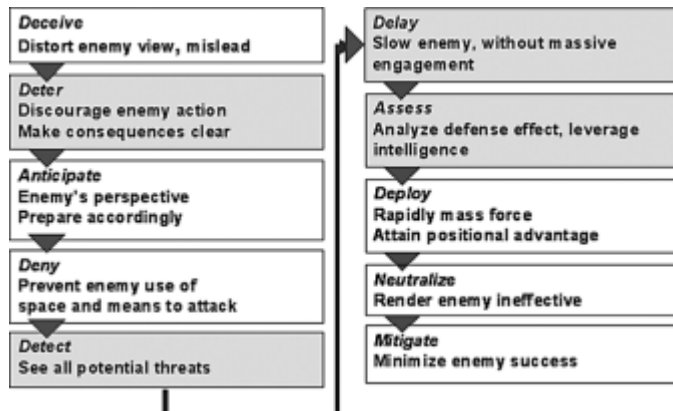 Deceive
Distort enemy view, mislead
Deter
Discourage enemy action
Make consequences clear
Anticipate
Enemy's perspective
Prepare accordingly
Deny
Prevent enemy use of
space and means to attack
Detect
See all potential threats
Delay
Slow enemy, without massive
engagement
Assess
Analyze defense effect, leverage
intelligence
Deploy
Rapidly mass force
Attain positional advantage
Neutralize
Render enemy ineffective
Mitigate
Minimize enemy success